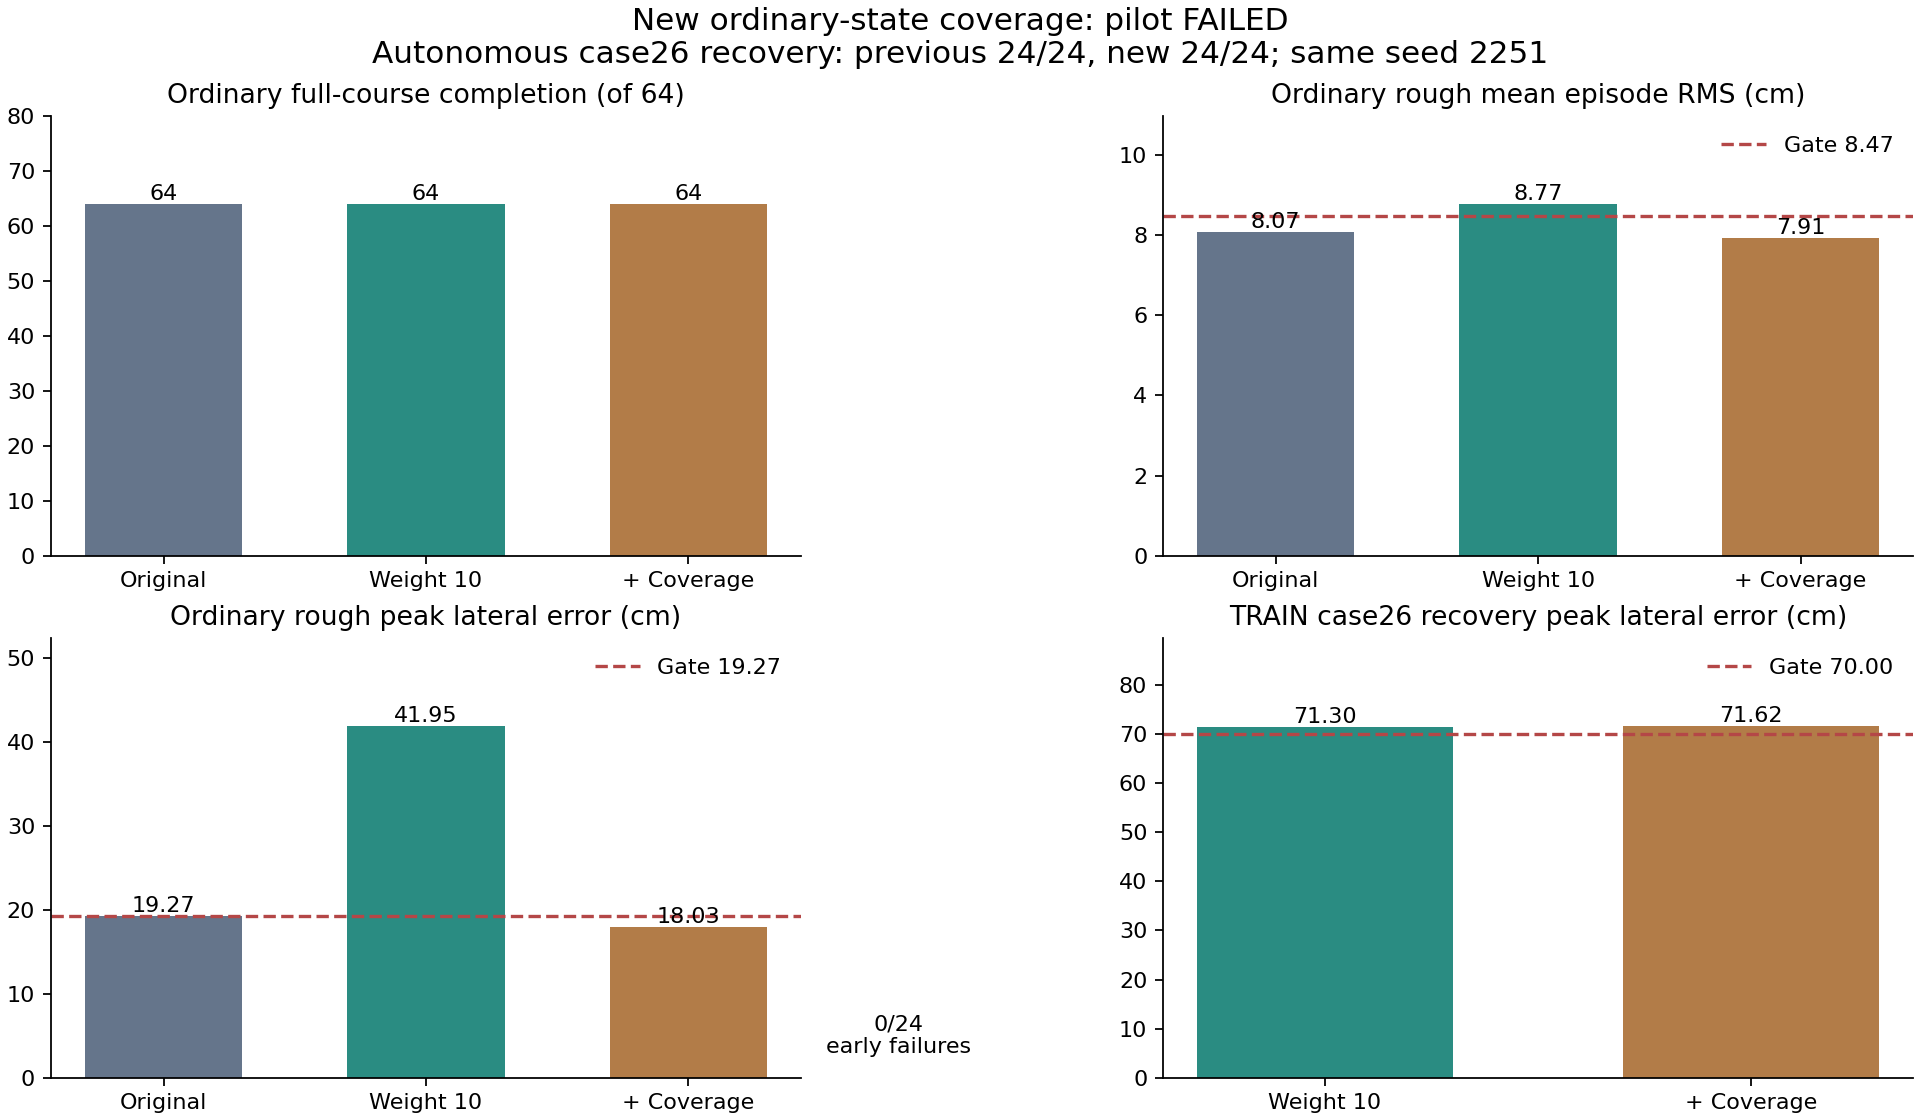 New ordinary-state coverage: pilot FAILED
Autonomous case26 recovery: previous 24/24, new 24/24; same seed 2251
Ordinary full-course completion (of 64)
80
70
60
50
40
30
20
10
0
64
64
64
Original
Weight 10
+ Coverage
Ordinary rough mean episode RMS (cm)
Gate 8.47
10
8
6
4
2
0
8.07
8.77
7.91
Original
Weight 10
+ Coverage
Ordinary rough peak lateral error (cm)
Gate 19.27
50
40
30
20
10
0
19.27
41.95
18.03
Original
Weight 10
+ Coverage
0/24
early failures
TRAIN case26 recovery peak lateral error (cm)
Gate 70.00
80
70
60
50
40
30
20
10
0
71.30
71.62
Weight 10
+ Coverage